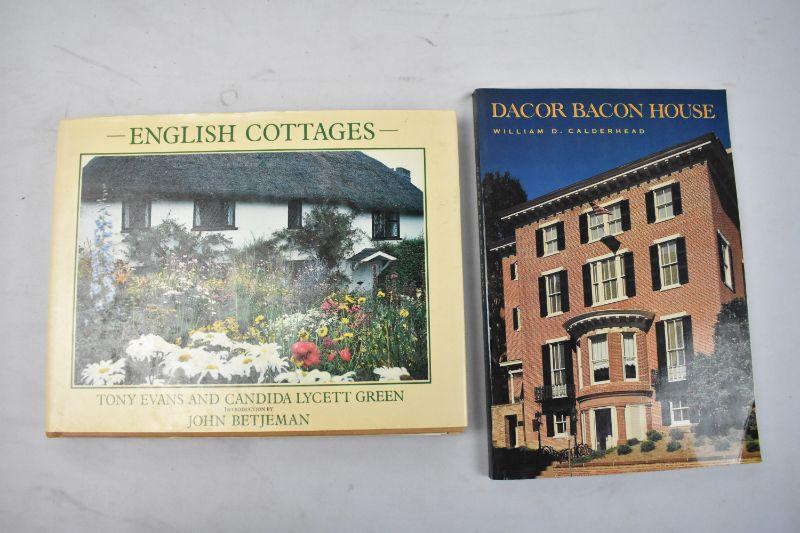 —ENGLISH COTTAGES—
TONY EVANS AND CANDIDA LYCETT GREEN
INTRODUCTION BY
JOHN BETJEMAN
DACOR BACON HOUSE
WILLIAM D. CALDERHEAD